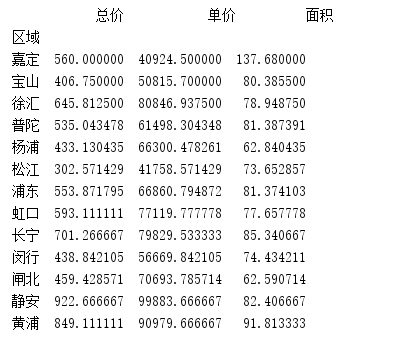 总价 单价 面积
区域
嘉定 560.000000 40924.500000 137.680000
宝山 406.750000 50815.700000 80.385500
徐汇 645.812500 80846.937500 78.948750
普陀 535.043478 61498.304348 81.387391
杨浦 433.130435 66300.478261 62.840435
松江 302.571429 41758.571429 73.652857
浦东 553.871795 66860.794872 81.374103
虹口 593.111111 77119.777778 77.657778
长宁 701.266667 79829.533333 85.340667
闵行 438.842105 56669.842105 74.434211
闸北 459.428571 70693.785714 62.590714
静安 922.666667 99883.666667 82.406667
黄浦 849.111111 90979.666667 91.813333